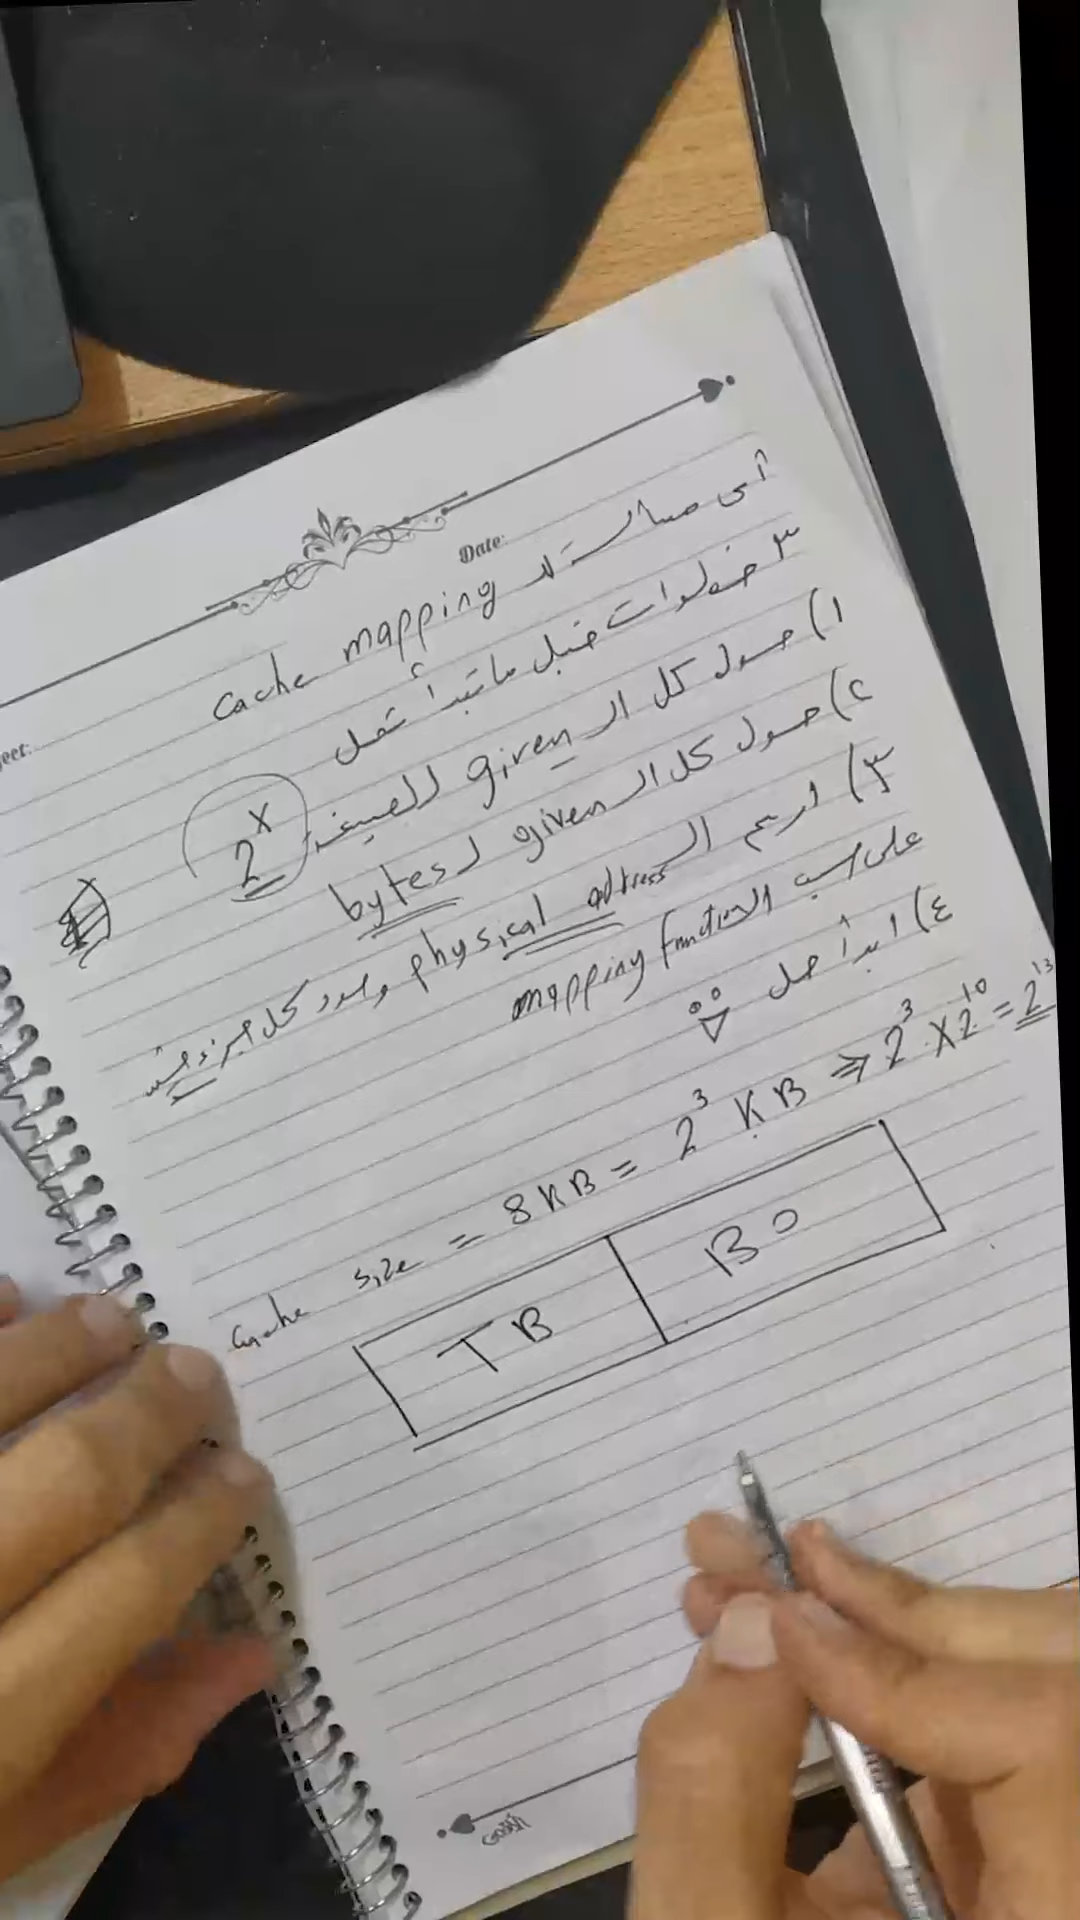 Date:
أى مسألة لـ cache mapping
٣ خطوات قبل ما تبدأ تحل
١) حول كل الـ given للصيغة 2^x
٢) حول كل الـ given لـ bytes
٣) ارسم الـ physical address وحدد كل جزء
على حسب الـ mapping function
٤) ابدأ حل
Cache size = 8KB = 2^3 KB ⇒ 2^3 X 2^10 = 2^13
TB BO